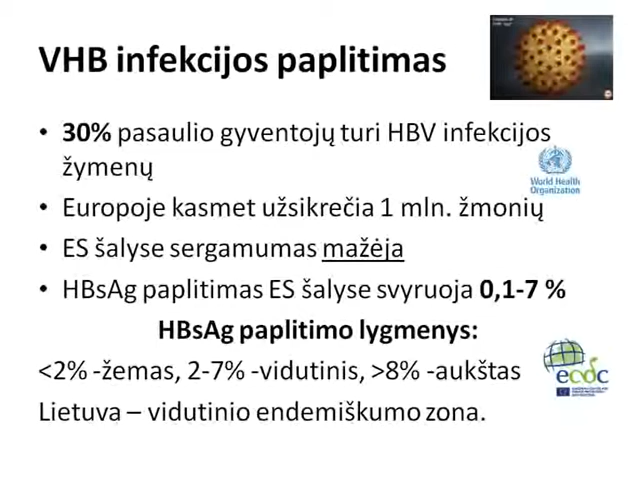 VHB infekcijos paplitimas
• 30% pasaulio gyventojų turi HBV infekcijos
žymenų
World Health
Organization
• Europoje kasmet užsikrečia 1 mln. žmonių
• ES šalyse sergamumas mažėja
• HBsAg paplitimas ES šalyse svyruoja 0,1-7 %
HBsAg paplitimo lygmenys:
<2% -žemas, 2-7% -vidutinis, >8% -aukštas
ecdc
Lietuva – vidutinio endemiškumo zona.